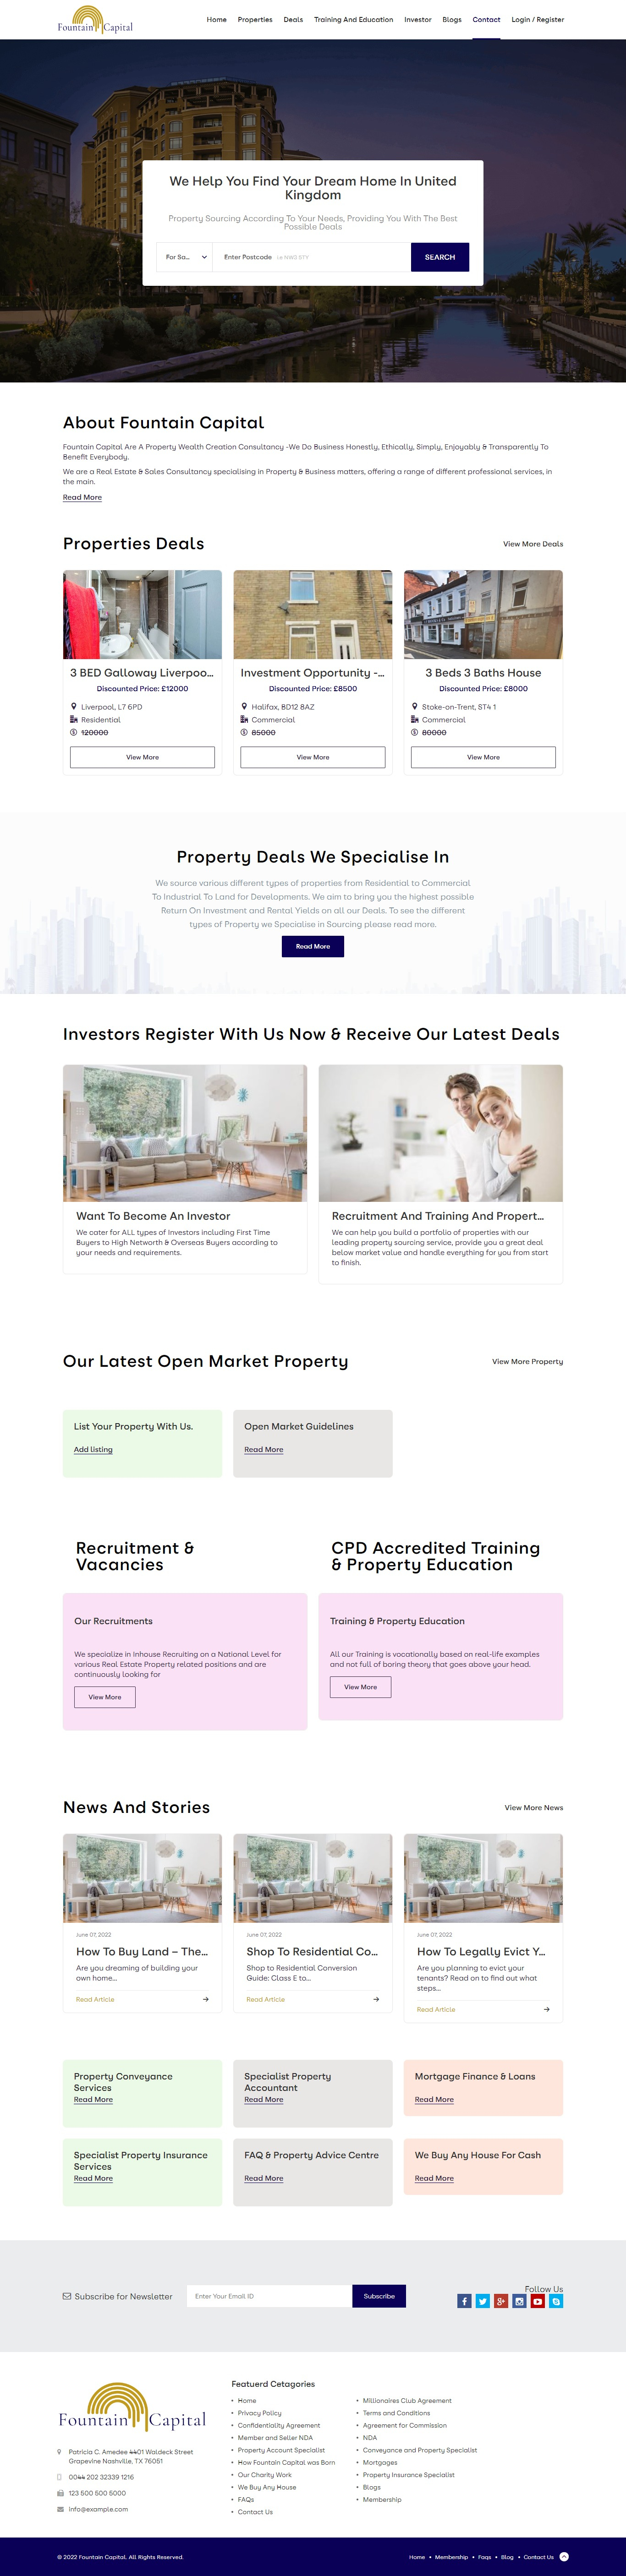 Fountain Capital
Home Properties Deals Training And Education Investor Blogs Contact Login / Register
We Help You Find Your Dream Home In United
Kingdom
Property Sourcing According To Your Needs, Providing You With The Best
Possible Deals
For Sa... Enter Postcode i.e NW3 5TY SEARCH
About Fountain Capital
Fountain Capital Are A Property Wealth Creation Consultancy -We Do Business Honestly, Ethically, Simply, Enjoyably & Transparently To
Benefit Everybody.
We are a Real Estate & Sales Consultancy specialising in Property & Business matters, offering a range of different professional services, in
the main.
Read More
Properties Deals
View More Deals
3 BED Galloway Liverpoo...
Discounted Price: £12000
Liverpool, L7 6PD
Residential
120000
View More
Investment Opportunity -...
Discounted Price: £8500
Halifax, BD12 8AZ
Commercial
85000
View More
3 Beds 3 Baths House
Discounted Price: £8000
Stoke-on-Trent, ST4 1
Commercial
80000
View More
Property Deals We Specialise In
We source various different types of properties from Residential to Commercial
To Industrial To Land for Developments. We aim to bring you the highest possible
Return On Investment and Rental Yields on all our Deals. To see the different
types of Property we Specialise in Sourcing please read more.
Read More
Investors Register With Us Now & Receive Our Latest Deals
Want To Become An Investor
We cater for ALL types of Investors including First Time
Buyers to High Networth & Overseas Buyers according to
your needs and requirements.
Recruitment And Training And Propert...
We can help you build a portfolio of properties with our
leading property sourcing service, provide you a great deal
below market value and handle everything for you from start
to finish.
Our Latest Open Market Property
View More Property
List Your Property With Us.
Add listing
Open Market Guidelines
Read More
Recruitment &
Vacancies
Our Recruitments
We specialize in Inhouse Recruiting on a National Level for
various Real Estate Property related positions and are
continuously looking for
View More
CPD Accredited Training
& Property Education
Training & Property Education
All our Training is vocationally based on real-life examples
and not full of boring theory that goes above your head.
View More
News And Stories
View More News
June 07, 2022
How To Buy Land – The...
Are you dreaming of building your
own home...
Read Article
June 07, 2022
Shop To Residential Co...
Shop to Residential Conversion
Guide: Class E to...
Read Article
June 07, 2022
How To Legally Evict Y...
Are you planning to evict your
tenants? Read on to find out what
steps...
Read Article
Property Conveyance
Services
Read More
Specialist Property
Accountant
Read More
Mortgage Finance & Loans
Read More
Specialist Property Insurance
Services
Read More
FAQ & Property Advice Centre
Read More
We Buy Any House For Cash
Read More
Subscribe for Newsletter Enter Your Email ID Subscribe
Follow Us
Fountain Capital
Patricia C. Amedee 4401 Waldeck Street
Grapevine Nashville, TX 76051
0044 202 32339 1216
123 500 500 5000
info@example.com
Featuerd Cetagories
Home
Privacy Policy
Confidentiality Agreement
Member and Seller NDA
Property Account Specialist
How Fountain Capital was Born
Our Charity Work
We Buy Any House
FAQs
Contact Us
Millionaires Club Agreement
Terms and Conditions
Agreement for Commission
NDA
Conveyance and Property Specialist
Mortgages
Property Insurance Specialist
Blogs
Membership
© 2022 Fountain Capital. All Rights Reserved.
Home • Membership • Faqs • Blog • Contact Us